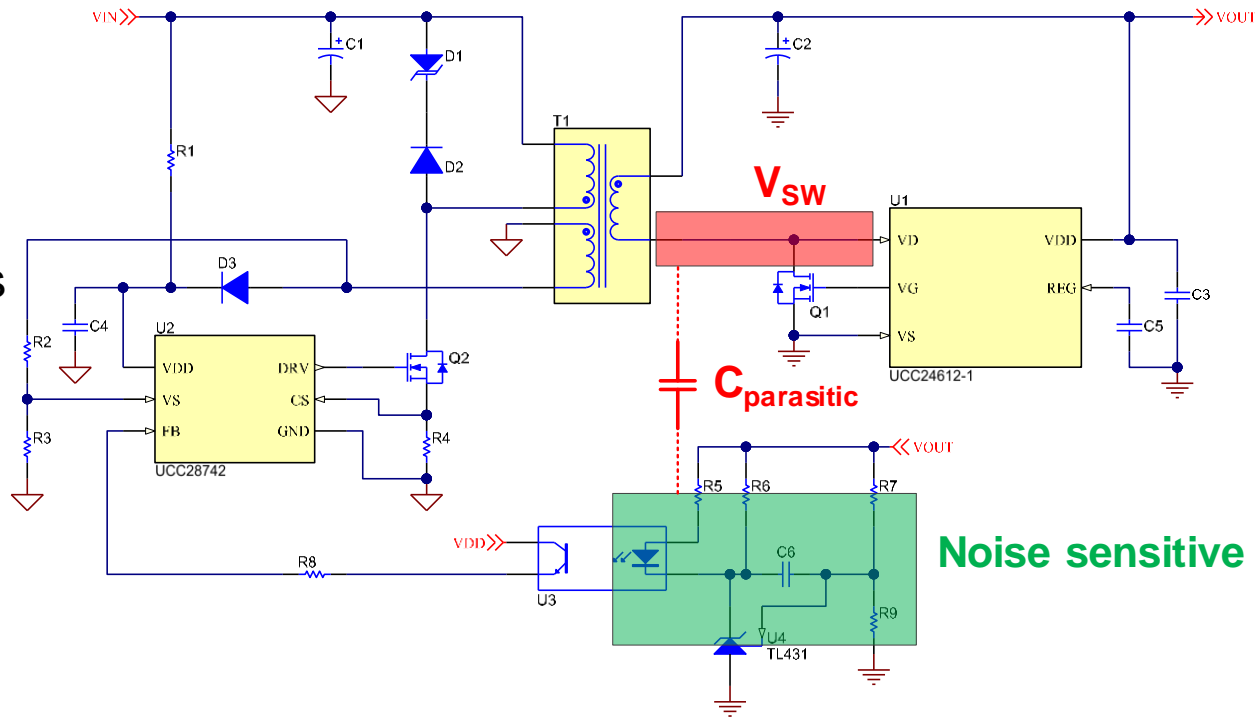 VIN
VOUT
C1
D1
C2
T1
R1
D2
V_SW
U1
VD
VDD
D3
VG
REG
Q1
C3
S
C4
U2
C5
R2
Q2
VS
VDD
DRV
UCC24612-1
C_parasitic
VS
CS
R3
FB
GND
R4
UCC28742
VOUT
R5
R6
R7
VDD
C6
Noise sensitive
R8
U3
R9
U4
TL431